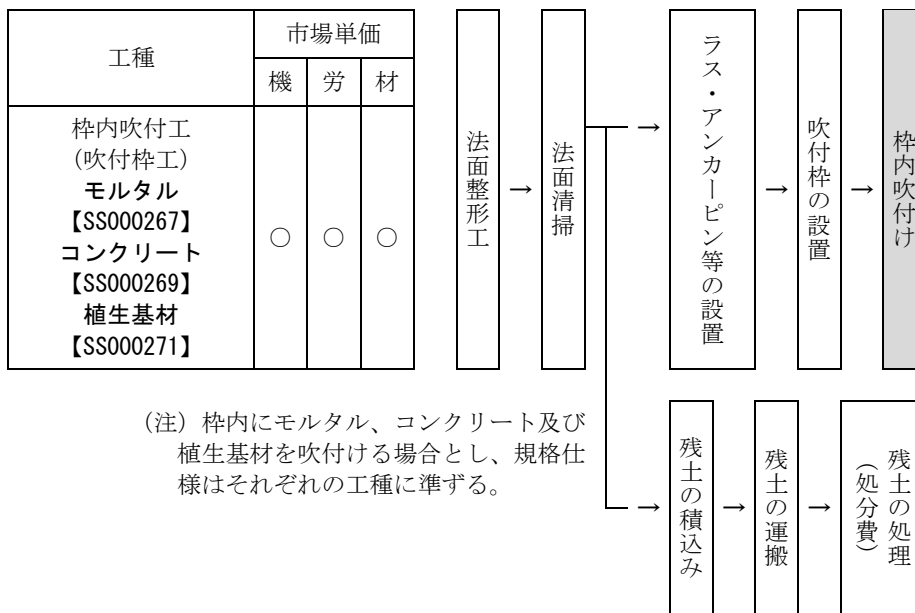 工種
市場単価
機 労 材
枠内吹付工
(吹付枠工)
モルタル
【SS000267】
コンクリート
【SS000269】
植生基材
【SS000271】
○ ○ ○
法面整形工
→
法面清掃
→
ラス・アンカーピン等の設置
→
吹付枠の設置
→
枠内吹付け
(注) 枠内にモルタル、コンクリート及び
植生基材を吹付ける場合とし、規格仕
様はそれぞれの工種に準ずる。
→
残土の積込み
→
残土の運搬
→
残土の処理
(処分費)